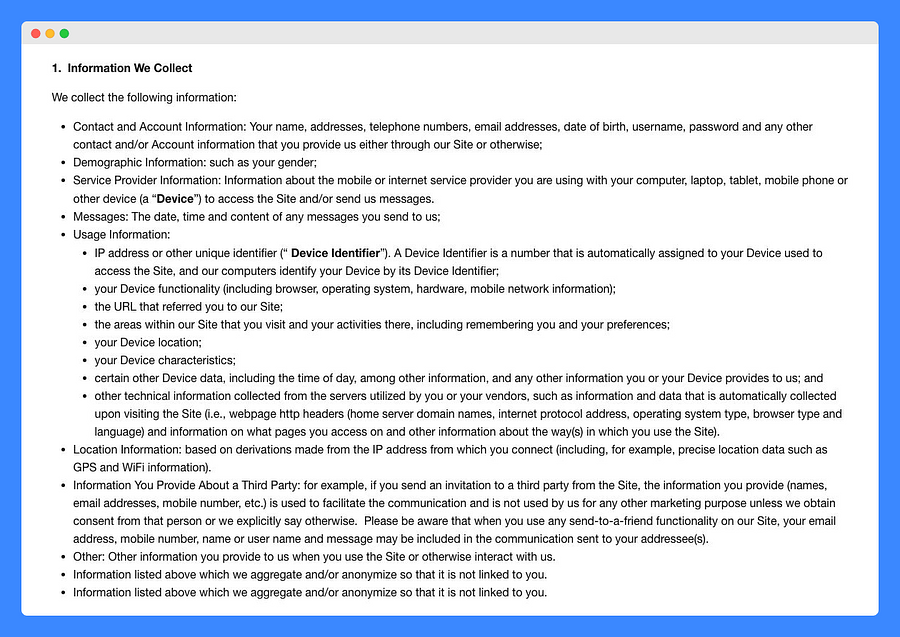 1. Information We Collect
We collect the following information:
• Contact and Account Information: Your name, addresses, telephone numbers, email addresses, date of birth, username, password and any other
contact and/or Account information that you provide us either through our Site or otherwise;
• Demographic Information: such as your gender;
• Service Provider Information: Information about the mobile or internet service provider you are using with your computer, laptop, tablet, mobile phone or
other device (a “Device”) to access the Site and/or send us messages.
• Messages: The date, time and content of any messages you send to us;
• Usage Information:
• IP address or other unique identifier (“ Device Identifier”). A Device Identifier is a number that is automatically assigned to your Device used to
access the Site, and our computers identify your Device by its Device Identifier;
• your Device functionality (including browser, operating system, hardware, mobile network information);
• the URL that referred you to our Site;
• the areas within our Site that you visit and your activities there, including remembering you and your preferences;
• your Device location;
• your Device characteristics;
• certain other Device data, including the time of day, among other information, and any other information you or your Device provides to us; and
• other technical information collected from the servers utilized by you or your vendors, such as information and data that is automatically collected
upon visiting the Site (i.e., webpage http headers (home server domain names, internet protocol address, operating system type, browser type and
language) and information on what pages you access on and other information about the way(s) in which you use the Site).
• Location Information: based on derivations made from the IP address from which you connect (including, for example, precise location data such as
GPS and WiFi information).
• Information You Provide About a Third Party: for example, if you send an invitation to a third party from the Site, the information you provide (names,
email addresses, mobile number, etc.) is used to facilitate the communication and is not used by us for any other marketing purpose unless we obtain
consent from that person or we explicitly say otherwise.  Please be aware that when you use any send-to-a-friend functionality on our Site, your email
address, mobile number, name or user name and message may be included in the communication sent to your addressee(s).
• Other: Other information you provide to us when you use the Site or otherwise interact with us.
• Information listed above which we aggregate and/or anonymize so that it is not linked to you.
• Information listed above which we aggregate and/or anonymize so that it is not linked to you.